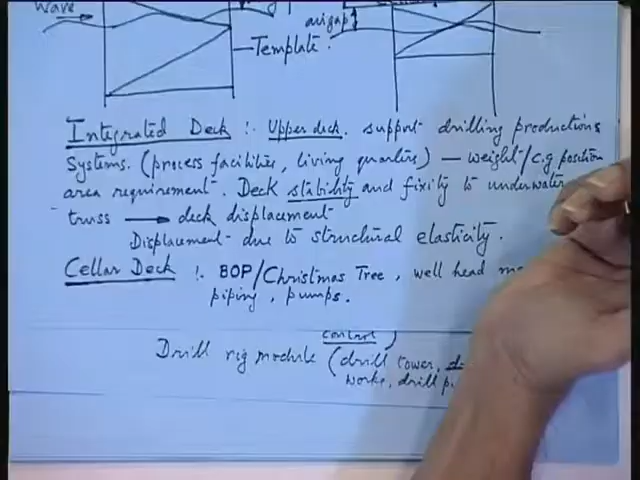 Wave
airgap
Template.
Integrated Deck :- Upper deck. support drilling productions
systems. (process facilities, living quarters) — weight/c.g position
area requirement. Deck stability and fixity to underwater
truss → deck displacement
Displacement due to structural elasticity.
Cellar Deck :. BOP/Christmas Tree, well head
piping, pumps.
control)
Drill rig module (drill tower,
works, drill p